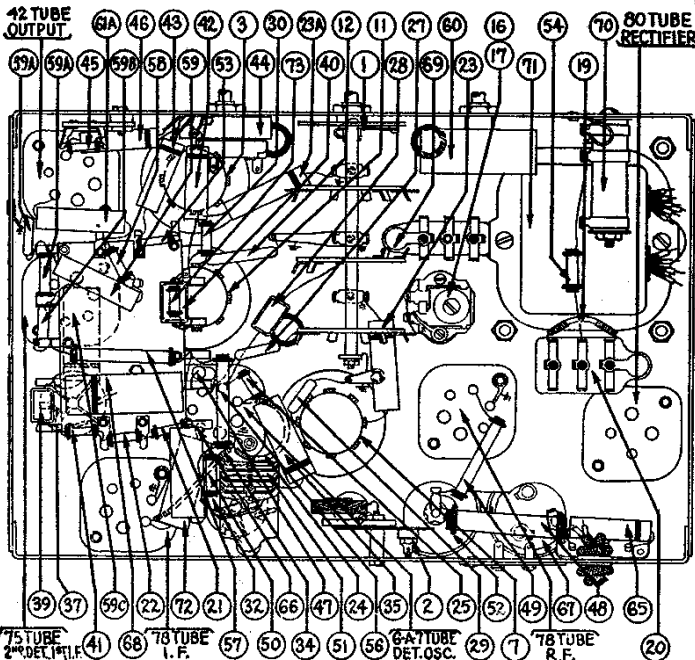 42 TUBE
OUTPUT
80 TUBE
RECTIFIER
39A 59A 45 61A 59B 46 58 43 59 42 53 3 44 30 73 23A 40 12 1 11 28 27 69 60 23 16 17 54 71 19 70
39 37 41 59C 68 22 72 21 57 32 50 66 34 47 51 24 56 35 2 29 25 52 7 49 67 48 65 20
75 TUBE
2ND DET. 1ST I.F.
78 TUBE
I. F.
6-A-7 TUBE
DET. OSC.
78 TUBE
R. F.